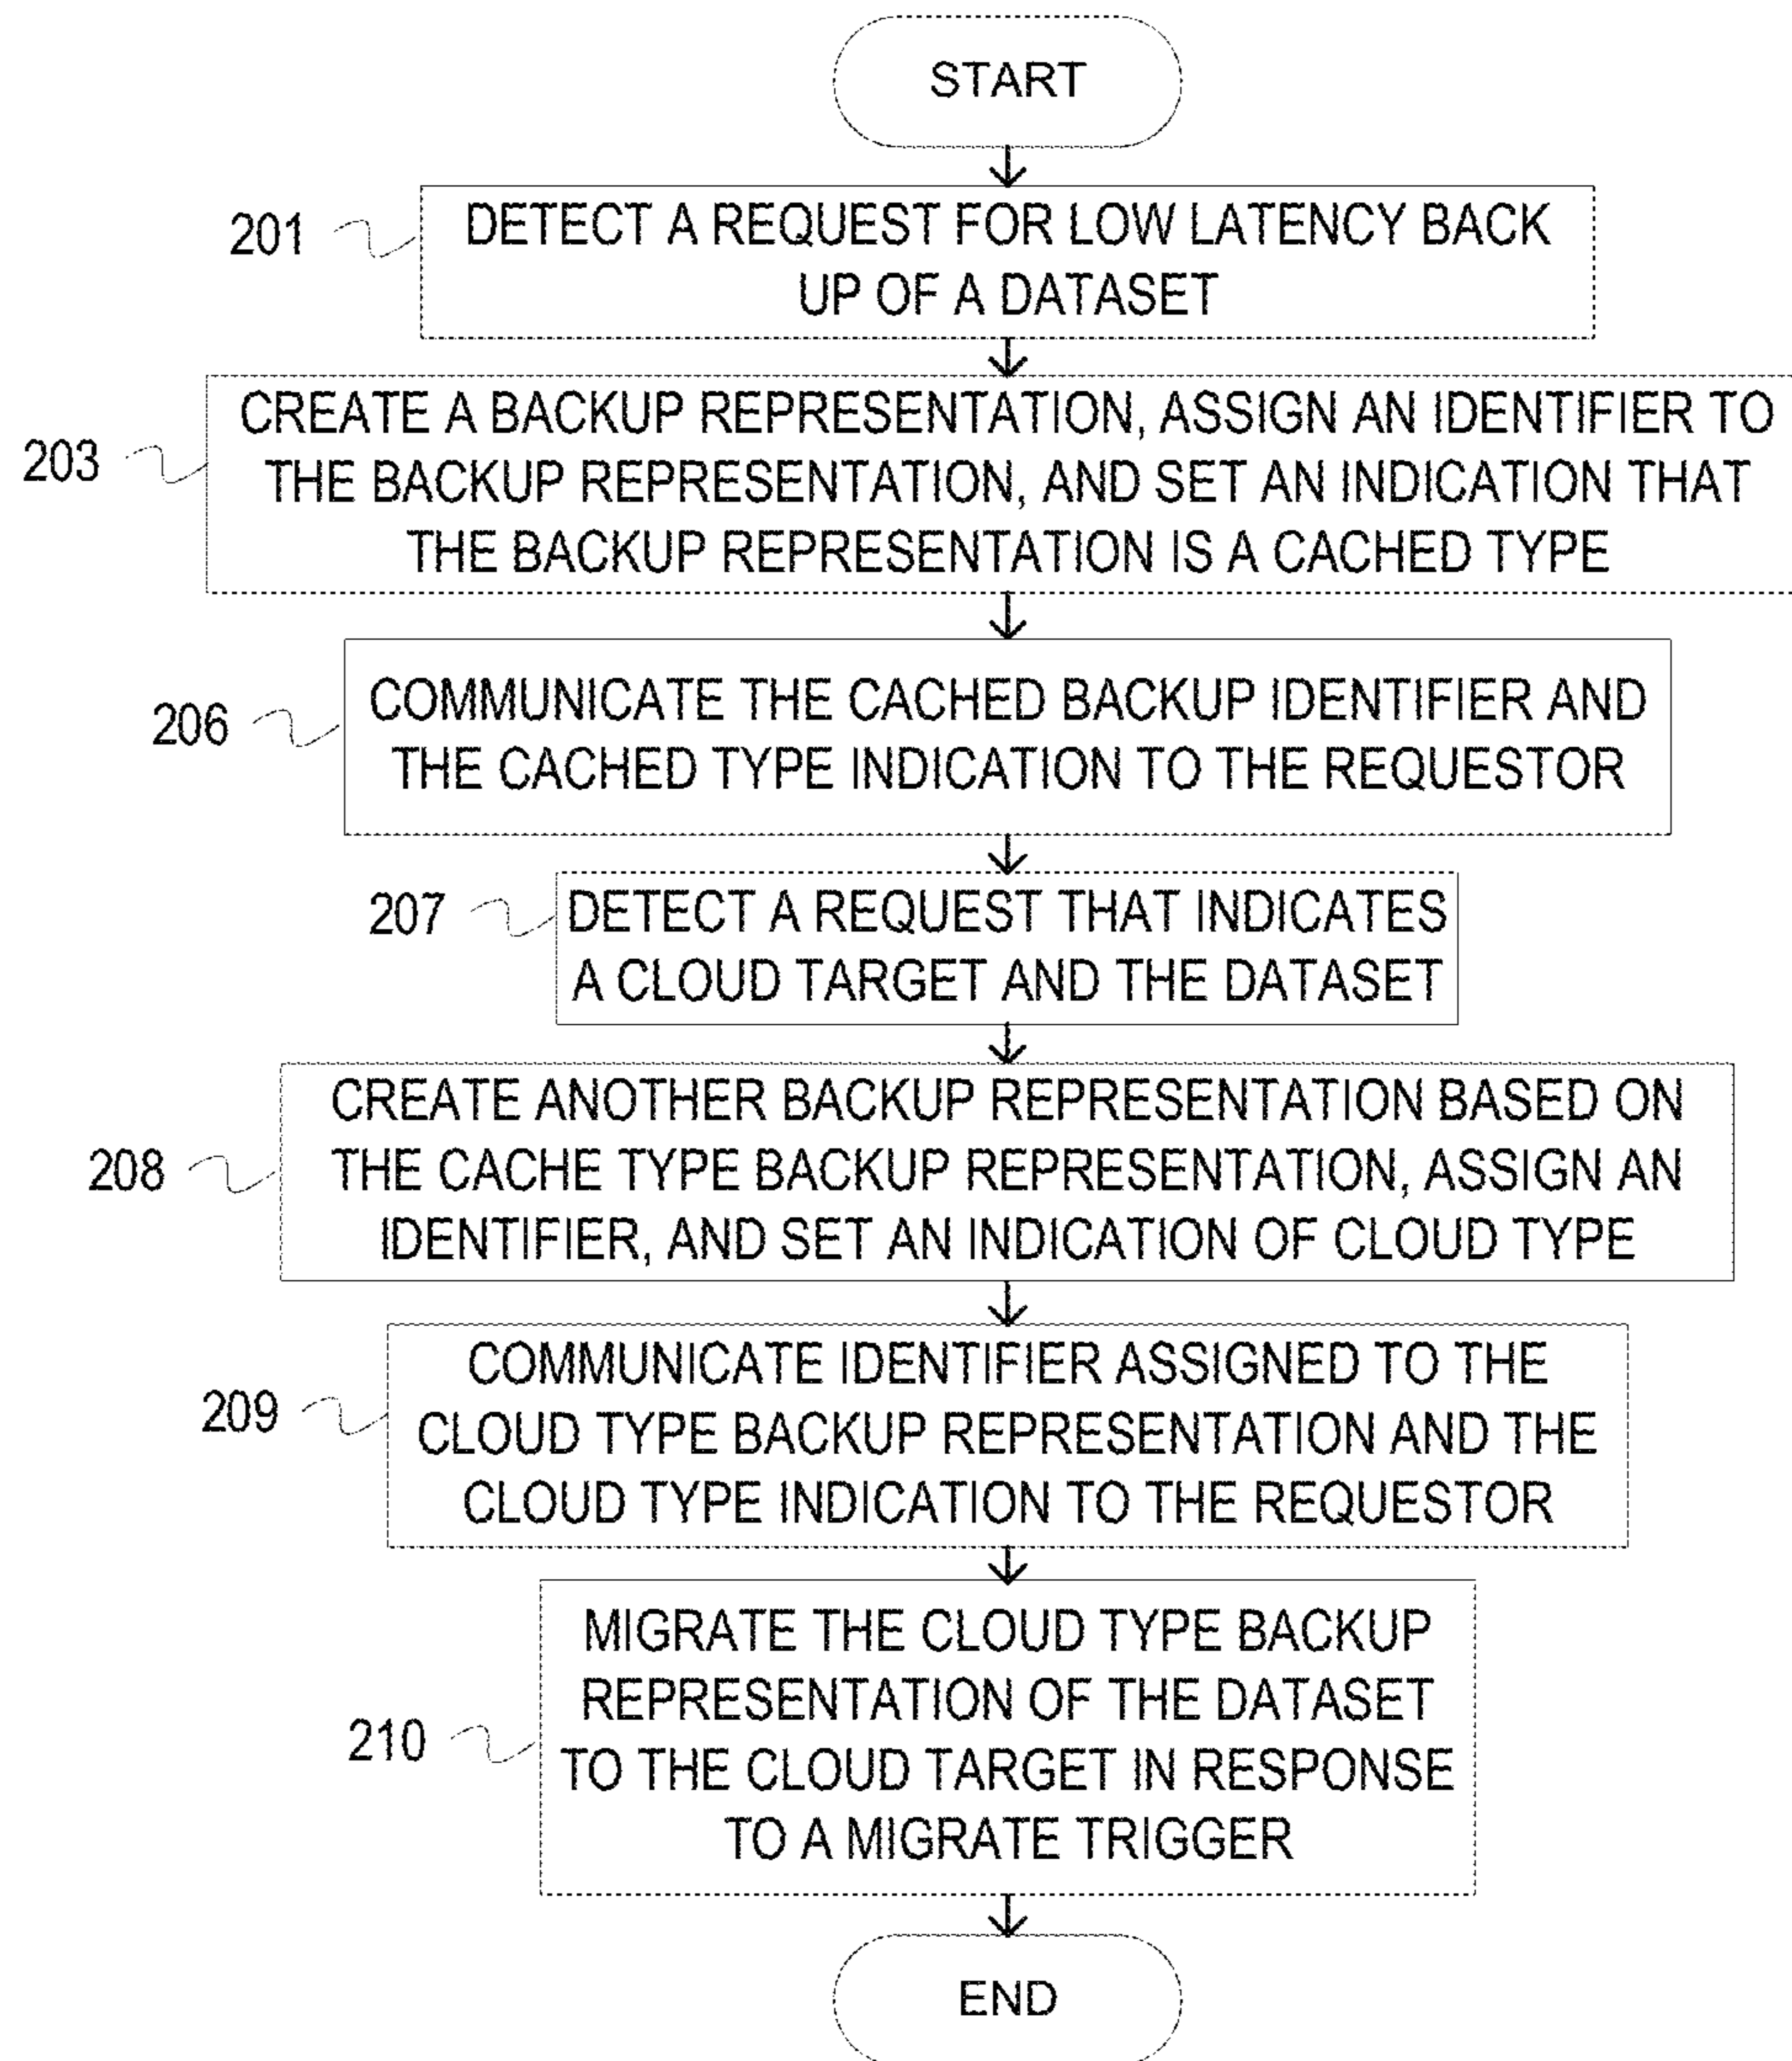 START
201
DETECT A REQUEST FOR LOW LATENCY BACK
UP OF A DATASET
203
CREATE A BACKUP REPRESENTATION, ASSIGN AN IDENTIFIER TO
THE BACKUP REPRESENTATION, AND SET AN INDICATION THAT
THE BACKUP REPRESENTATION IS A CACHED TYPE
206
COMMUNICATE THE CACHED BACKUP IDENTIFIER AND
THE CACHED TYPE INDICATION TO THE REQUESTOR
207
DETECT A REQUEST THAT INDICATES
A CLOUD TARGET AND THE DATASET
208
CREATE ANOTHER BACKUP REPRESENTATION BASED ON
THE CACHE TYPE BACKUP REPRESENTATION, ASSIGN AN
IDENTIFIER, AND SET AN INDICATION OF CLOUD TYPE
209
COMMUNICATE IDENTIFIER ASSIGNED TO THE
CLOUD TYPE BACKUP REPRESENTATION AND THE
CLOUD TYPE INDICATION TO THE REQUESTOR
210
MIGRATE THE CLOUD TYPE BACKUP
REPRESENTATION OF THE DATASET
TO THE CLOUD TARGET IN RESPONSE
TO A MIGRATE TRIGGER
END